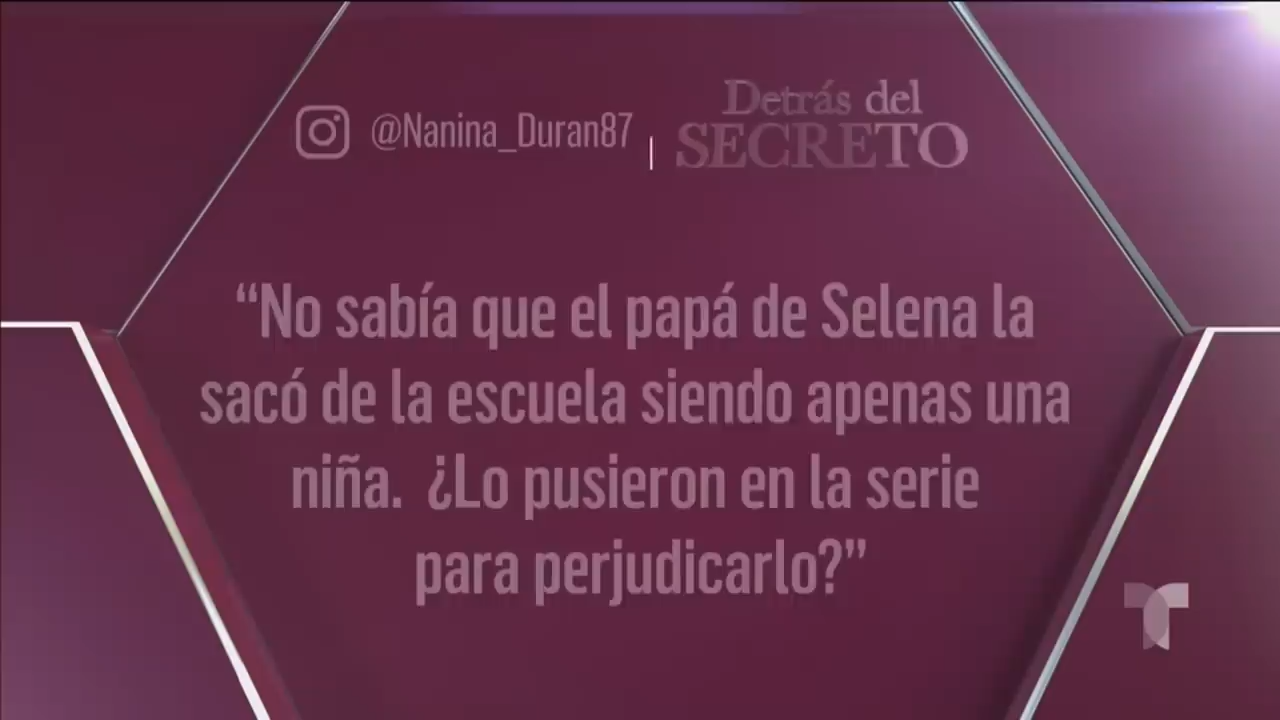 @Nanina_Duran87 | Detrás del
SECRETO
“No sabía que el papá de Selena la
sacó de la escuela siendo apenas una
niña. ¿Lo pusieron en la serie
para perjudicarlo?”